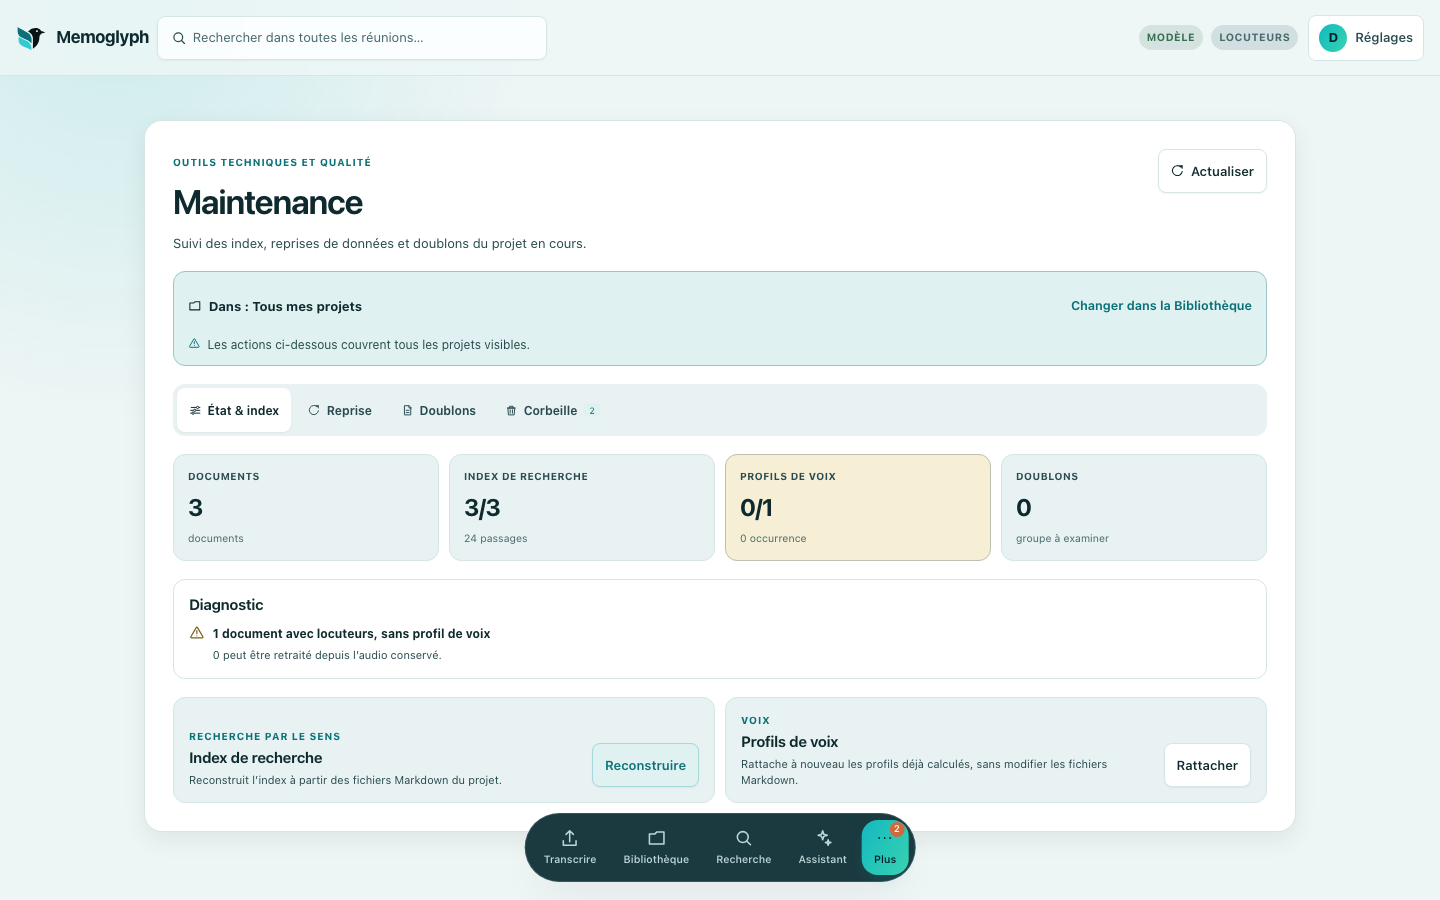 Memoglyph
Rechercher dans toutes les réunions…
MODÈLE
LOCUTEURS
D
Réglages
OUTILS TECHNIQUES ET QUALITÉ
Actualiser
Maintenance
Suivi des index, reprises de données et doublons du projet en cours.
Dans : Tous mes projets
Changer dans la Bibliothèque
Les actions ci-dessous couvrent tous les projets visibles.
État & index
Reprise
Doublons
Corbeille
2
DOCUMENTS
3
documents
INDEX DE RECHERCHE
3/3
24 passages
PROFILS DE VOIX
0/1
0 occurrence
DOUBLONS
0
groupe à examiner
Diagnostic
1 document avec locuteurs, sans profil de voix
0 peut être retraité depuis l'audio conservé.
RECHERCHE PAR LE SENS
Index de recherche
Reconstruit l'index à partir des fichiers Markdown du projet.
Reconstruire
VOIX
Profils de voix
Rattache à nouveau les profils déjà calculés, sans modifier les fichiers
Markdown.
Rattacher
Transcrire
Bibliothèque
Recherche
Assistant
2
Plus